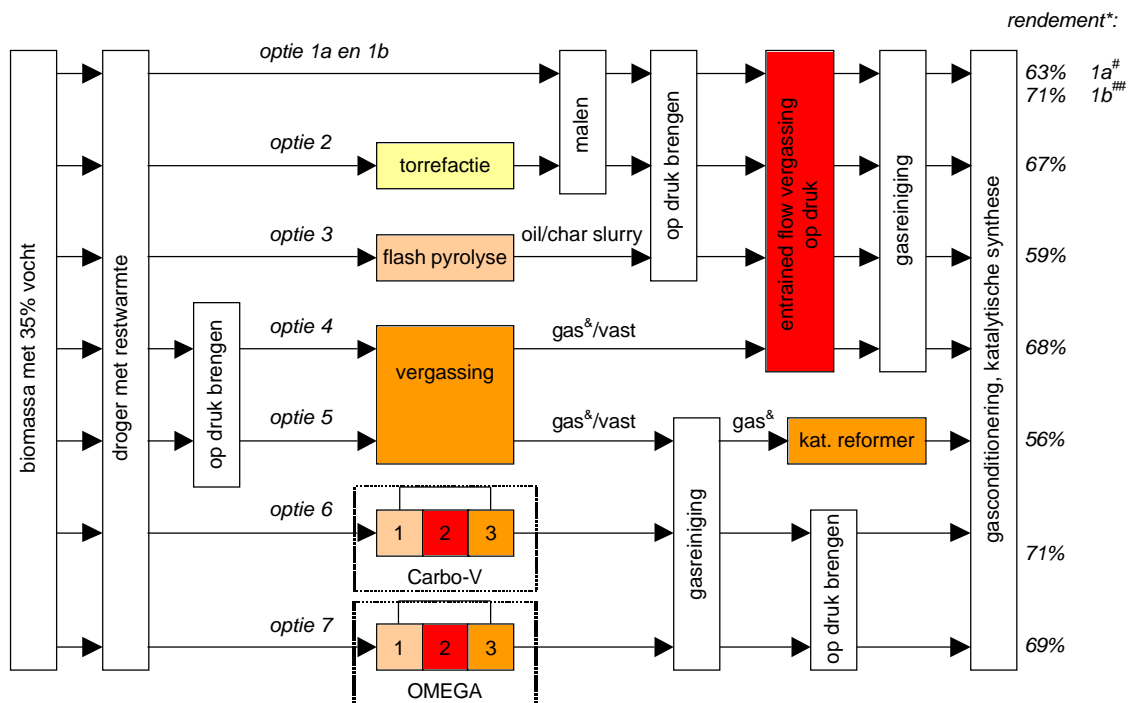 rendement*:
optie 1a en 1b
63% 1a#
71% 1b##
optie 2
torrefactie
67%
optie 3
flash pyrolyse
oil/char slurry
59%
optie 4
gas&/vast
68%
vergassing
optie 5
gas&/vast
gas&
kat. reformer
56%
optie 6
1 2 3
Carbo-V
71%
optie 7
1 2 3
OMEGA
69%
biomassa met 35% vocht
droger met restwarmte
op druk brengen
malen
op druk brengen
entrained flow vergassing
op druk
gasreiniging
gasreiniging
op druk brengen
gasconditionering, katalytische synthese